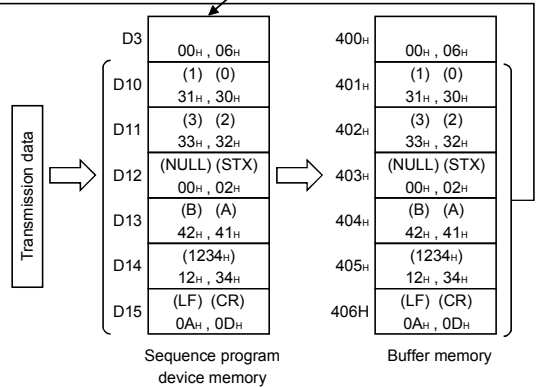 Transmission data
D3
00H , 06H
D10
(1) (0)
31H , 30H
D11
(3) (2)
33H , 32H
D12
(NULL) (STX)
00H , 02H
D13
(B) (A)
42H , 41H
D14
(1234H)
12H , 34H
D15
(LF) (CR)
0AH , 0DH
Sequence program
device memory
400H
00H , 06H
401H
(1) (0)
31H , 30H
402H
(3) (2)
33H , 32H
403H
(NULL) (STX)
00H , 02H
404H
(B) (A)
42H , 41H
405H
(1234H)
12H , 34H
406H
(LF) (CR)
0AH , 0DH
Buffer memory